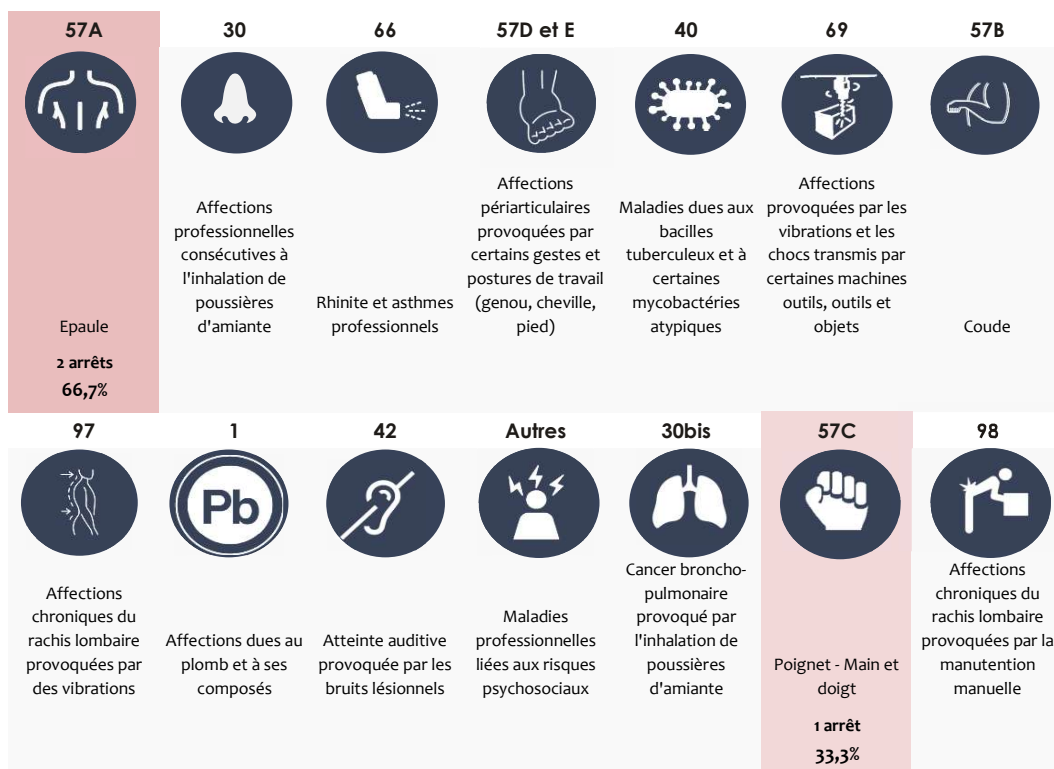 57A
30
66
57D et E
40
69
57B
Epaule
2 arrêts
66,7%
Affections
professionnelles
consécutives à
l'inhalation de
poussières
d'amiante
Rhinite et asthmes
professionnels
Affections
périarticulaires
provoquées par
certains gestes et
postures de travail
(genou, cheville,
pied)
Maladies dues aux
bacilles
tuberculeux et à
certaines
mycobactéries
atypiques
Affections
provoquées par les
vibrations et les
chocs transmis par
certaines machines
outils, outils et
objets
Coude
97
1
42
Autres
30bis
57C
98
Pb
Affections
chroniques du
rachis lombaire
provoquées par
des vibrations
Affections dues au
plomb et à ses
composés
Atteinte auditive
provoquée par les
bruits lésionnels
Maladies
professionnelles
liées aux risques
psychosociaux
Cancer broncho-
pulmonaire
provoqué par
l'inhalation de
poussières
d'amiante
Poignet - Main et
doigt
1 arrêt
33,3%
Affections
chroniques du
rachis lombaire
provoquées par la
manutention
manuelle